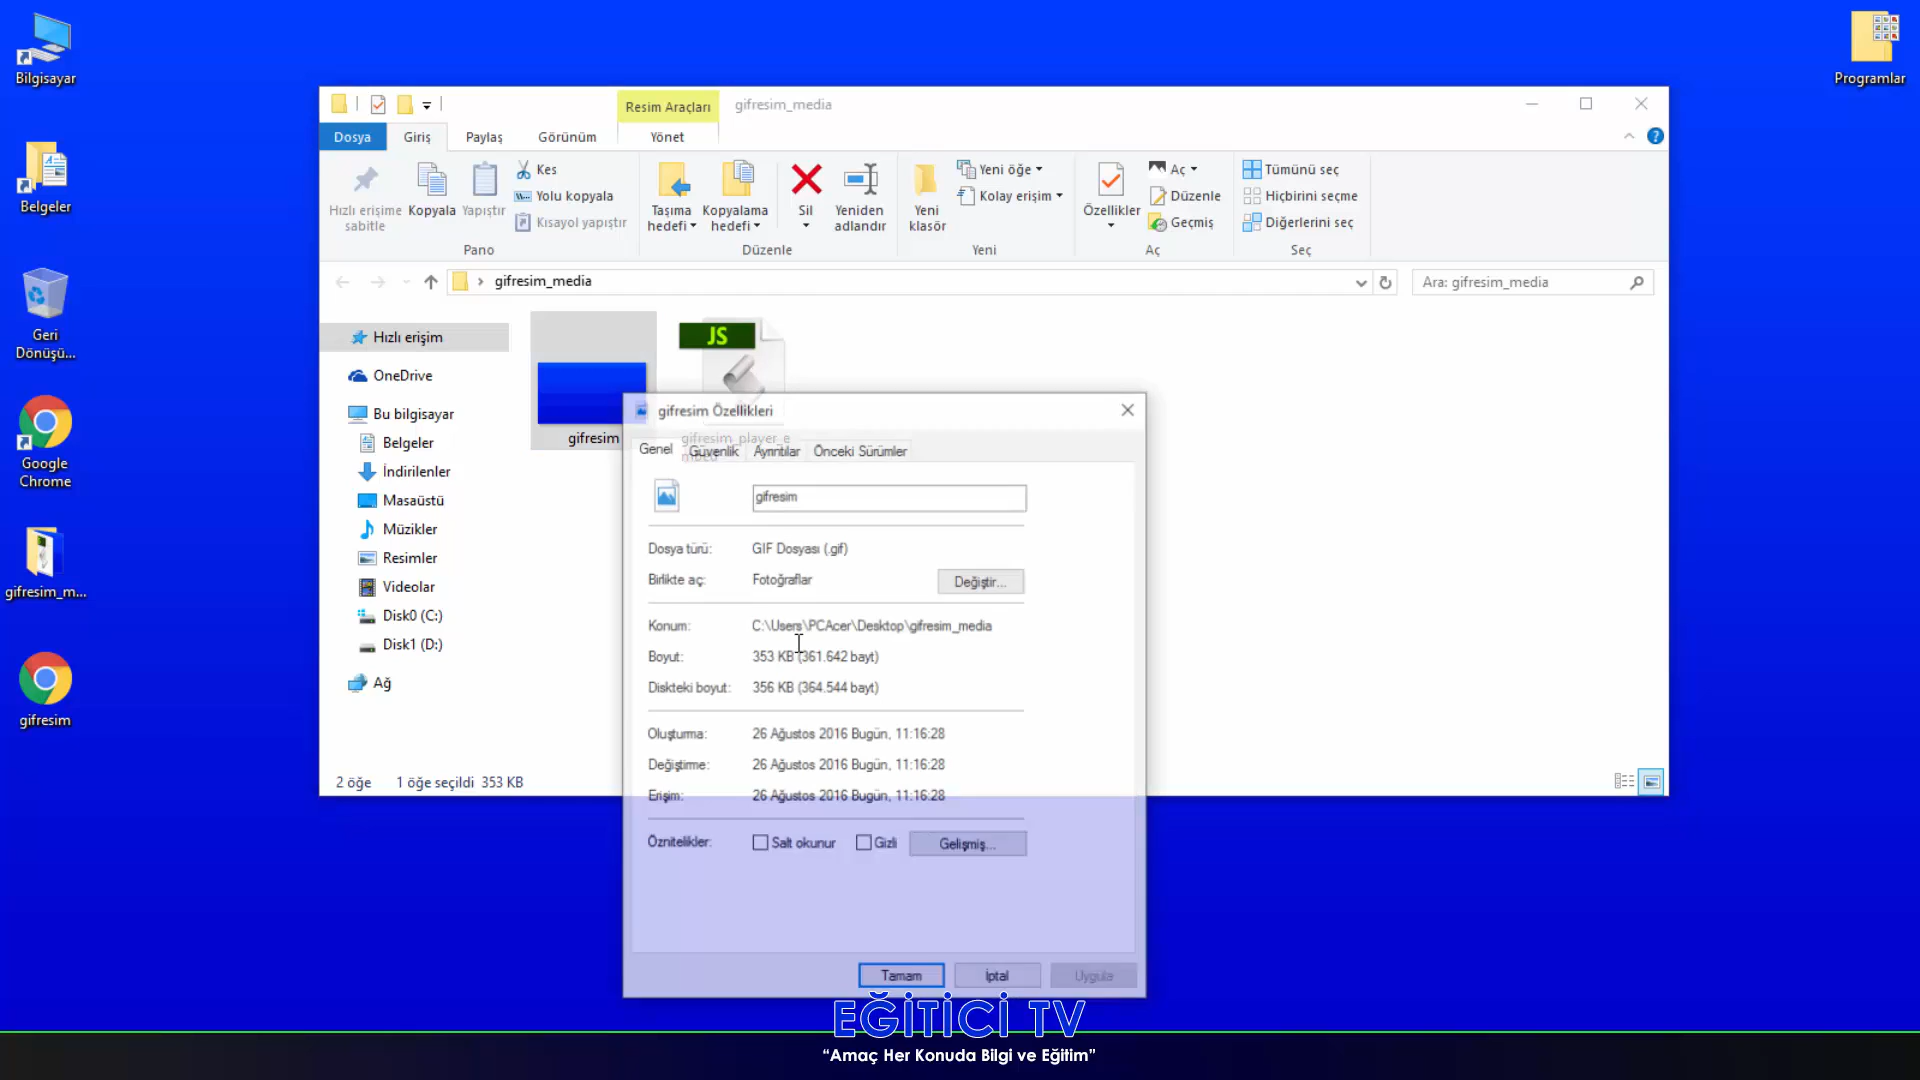 Bilgisayar
Belgeler
Geri
Dönüşü...
Google
Chrome
gifresim_m...
gifresim
Programlar
Resim Araçları
gifresim_media
Dosya
Giriş
Paylaş
Görünüm
Yönet
Hızlı erişime
sabitle
Kopyala
Yapıştır
Kes
Yolu kopyala
Kısayol yapıştır
Pano
Taşıma
hedefi
Kopyalama
hedefi
Sil
Yeniden
adlandır
Düzenle
Yeni
klasör
Yeni öğe
Kolay erişim
Yeni
Özellikler
Aç
Düzenle
Geçmiş
Aç
Tümünü seç
Hiçbirini seçme
Diğerlerini seç
Seç
gifresim_media
Ara: gifresim_media
Hızlı erişim
OneDrive
Bu bilgisayar
Belgeler
İndirilenler
Masaüstü
Müzikler
Resimler
Videolar
Disk0 (C:)
Disk1 (D:)
Ağ
gifresim
JS
gifresim_player_e
2 öğe
1 öğe seçildi 353 KB
gifresim Özellikleri
Genel
Güvenlik
Ayrıntılar
Önceki Sürümler
gifresim
Dosya türü: GIF Dosyası (.gif)
Birlikte aç: Fotoğraflar
Değiştir...
Konum: C:\Users\PCAcer\Desktop\gifresim_media
Boyut: 353 KB (361.642 bayt)
Diskteki boyut: 356 KB (364.544 bayt)
Oluşturma: 26 Ağustos 2016 Bugün, 11:16:28
Değiştirme: 26 Ağustos 2016 Bugün, 11:16:28
Erişim: 26 Ağustos 2016 Bugün, 11:16:28
Öznitelikler: Salt okunur Gizli Gelişmiş...
Tamam
İptal
Uygula
EĞİTİCİ TV
“Amaç Her Konuda Bilgi ve Eğitim”